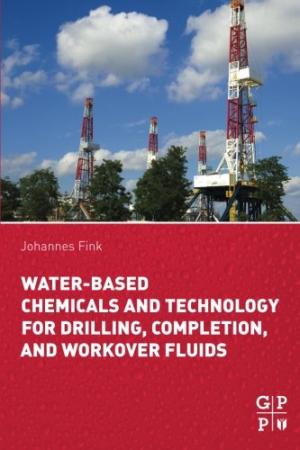 Johannes Fink
WATER-BASED
CHEMICALS AND TECHNOLOGY
FOR DRILLING, COMPLETION,
AND WORKOVER FLUIDS
G P
P